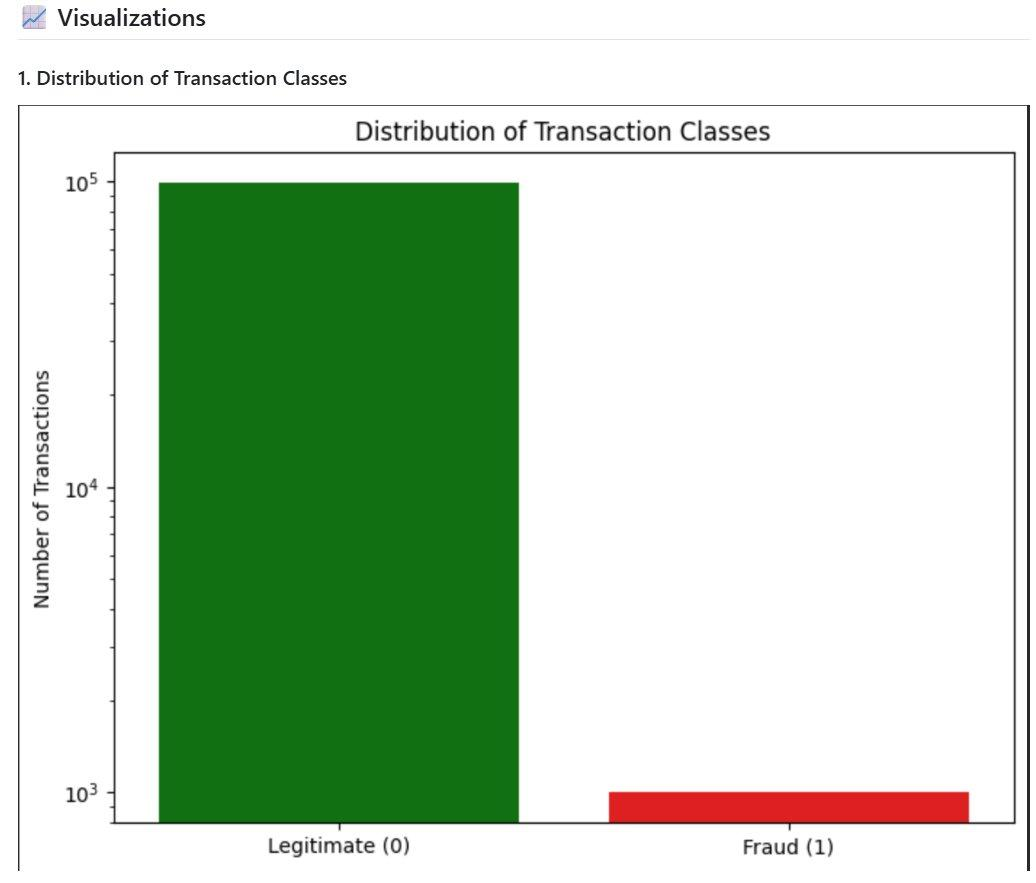 Visualizations
1. Distribution of Transaction Classes
Distribution of Transaction Classes
Number of Transactions
10⁵
10⁴
10³
Legitimate (0)
Fraud (1)